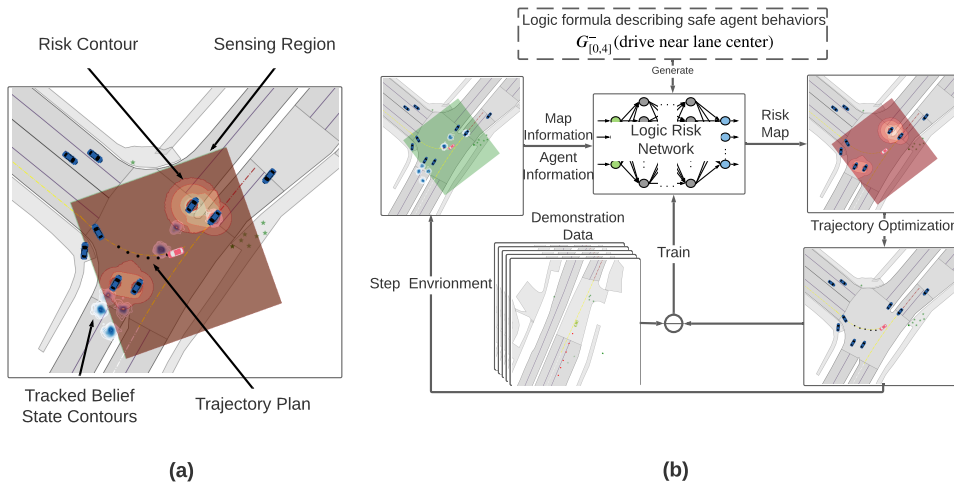 Risk Contour
Sensing Region
Tracked Belief
State Contours
Trajectory Plan
(a)
Logic formula describing safe agent behaviors
G⁻[0,4](drive near lane center)
Generate
Map
Information
Agent
Information
Logic Risk
Network
Risk
Map
Demonstration
Data
Train
Trajectory Optimization
Step Envrionment
(b)